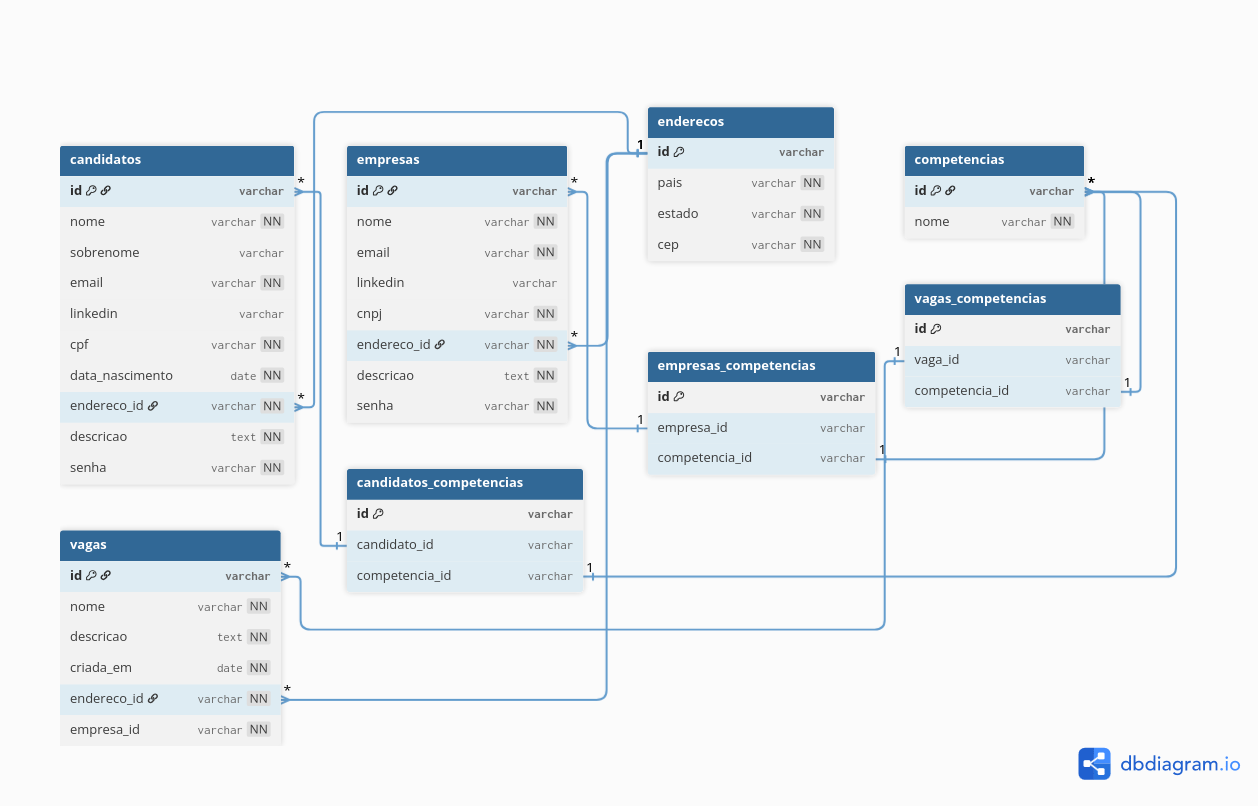 candidatos
id varchar
nome varchar NN
sobrenome varchar
email varchar NN
linkedin varchar
cpf varchar NN
data_nascimento date NN
endereco_id varchar NN
descricao text NN
senha varchar NN
*
*
empresas
id varchar
nome varchar NN
email varchar NN
linkedin varchar
cnpj varchar NN
endereco_id varchar NN
descricao text NN
senha varchar NN
*
*
enderecos
id varchar
pais varchar NN
estado varchar NN
cep varchar NN
1
competencias
id varchar
nome varchar NN
*
vagas_competencias
id varchar
vaga_id varchar
competencia_id varchar
1
1
empresas_competencias
id varchar
empresa_id varchar
competencia_id varchar
1
1
candidatos_competencias
id varchar
candidato_id varchar
competencia_id varchar
1
1
vagas
id varchar
nome varchar NN
descricao text NN
criada_em date NN
endereco_id varchar NN
empresa_id varchar NN
*
*
dbdiagram.io